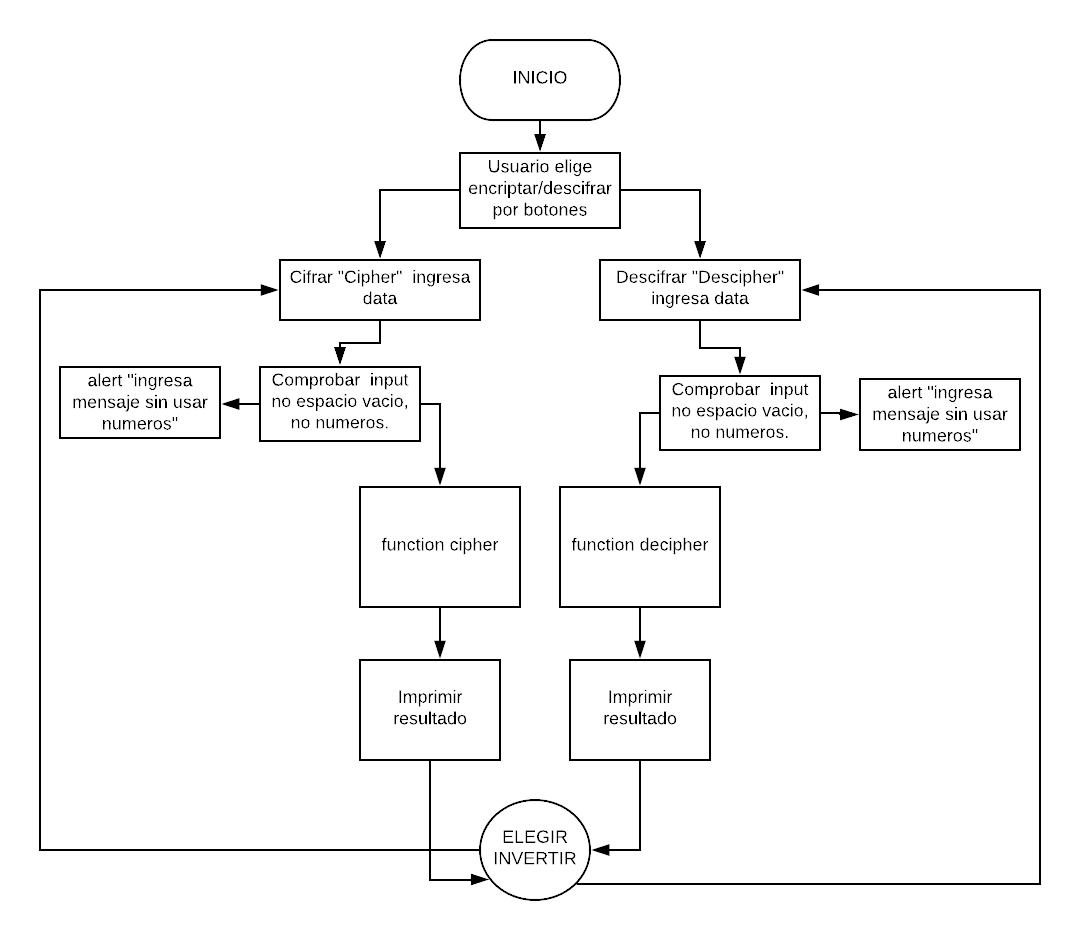 INICIO
Usuario elige
encriptar/descifrar
por botones
Cifrar "Cipher" ingresa
data
Descifrar "Descipher"
ingresa data
alert "ingresa
mensaje sin usar
numeros"
Comprobar input
no espacio vacio,
no numeros.
Comprobar input
no espacio vacio,
no numeros.
alert "ingresa
mensaje sin usar
numeros"
function cipher
function decipher
Imprimir
resultado
Imprimir
resultado
ELEGIR
INVERTIR